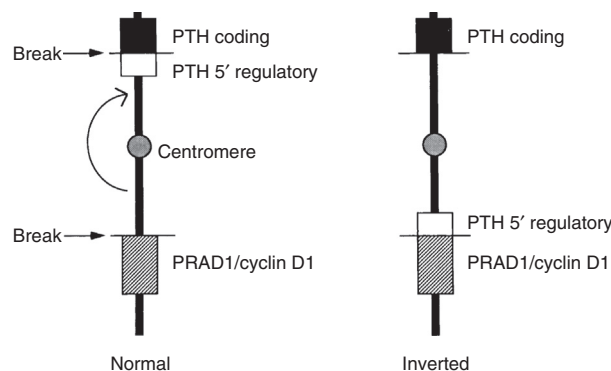 PTH coding
Break
PTH 5′ regulatory
Centromere
Break
PRAD1/cyclin D1
Normal
PTH coding
PTH 5′ regulatory
PRAD1/cyclin D1
Inverted